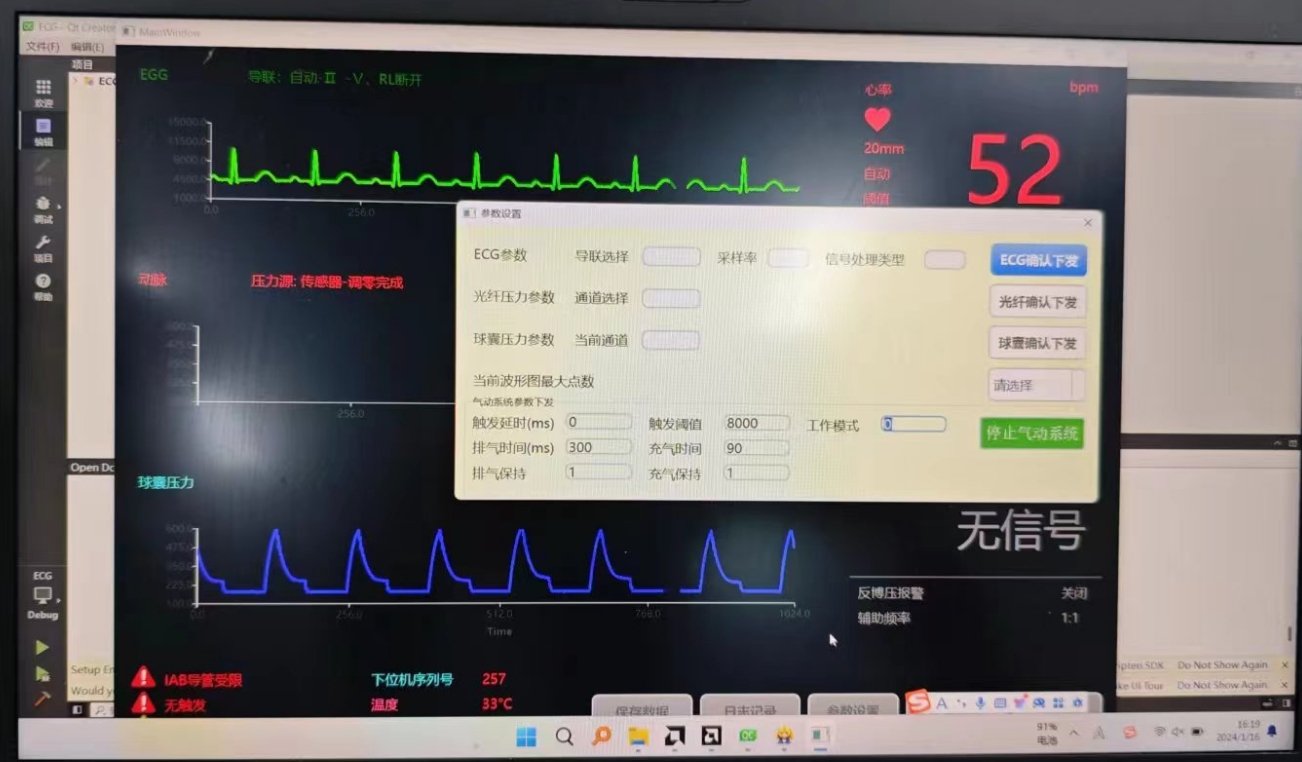 ECG - Qt Creator
MainWindow
文件(F) 编辑(E)
项目
欢迎
编辑
调试
项目
帮助
EGG
导联: 自动-Ⅱ -V、RL断开
15000.0
11500.0
8000.0
4500.0
1000.0
0.0
256.0
心率
bpm
20mm
自动
阈值
52
动脉
压力源: 传感器-调零完成
256.0
参数设置
ECG参数 导联选择 采样率 信号处理类型 ECG确认下发
光纤压力参数 通道选择 光纤确认下发
球囊压力参数 当前通道 球囊确认下发
当前波形图最大点数 请选择
气动系统参数下发
触发延时(ms) 0 触发阈值 8000 工作模式 0 停止气动系统
排气时间(ms) 300 充气时间 90
排气保持 1 充气保持 1
球囊压力
600.0
475.0
350.0
225.0
100.0
0.0
256.0
512.0
768.0
1024.0
Time
无信号
反搏压报警 关闭
辅助频率 1:1
IAB导管受限
无触发
下位机序列号 257
温度 33°C
保存数据 日志记录 参数设置
Open Do
ECG
Debug
Setup En
Would y
Do Not Show Again
ke UI Tour Do Not Show Again
91%
电池
16:19
2024/1/16